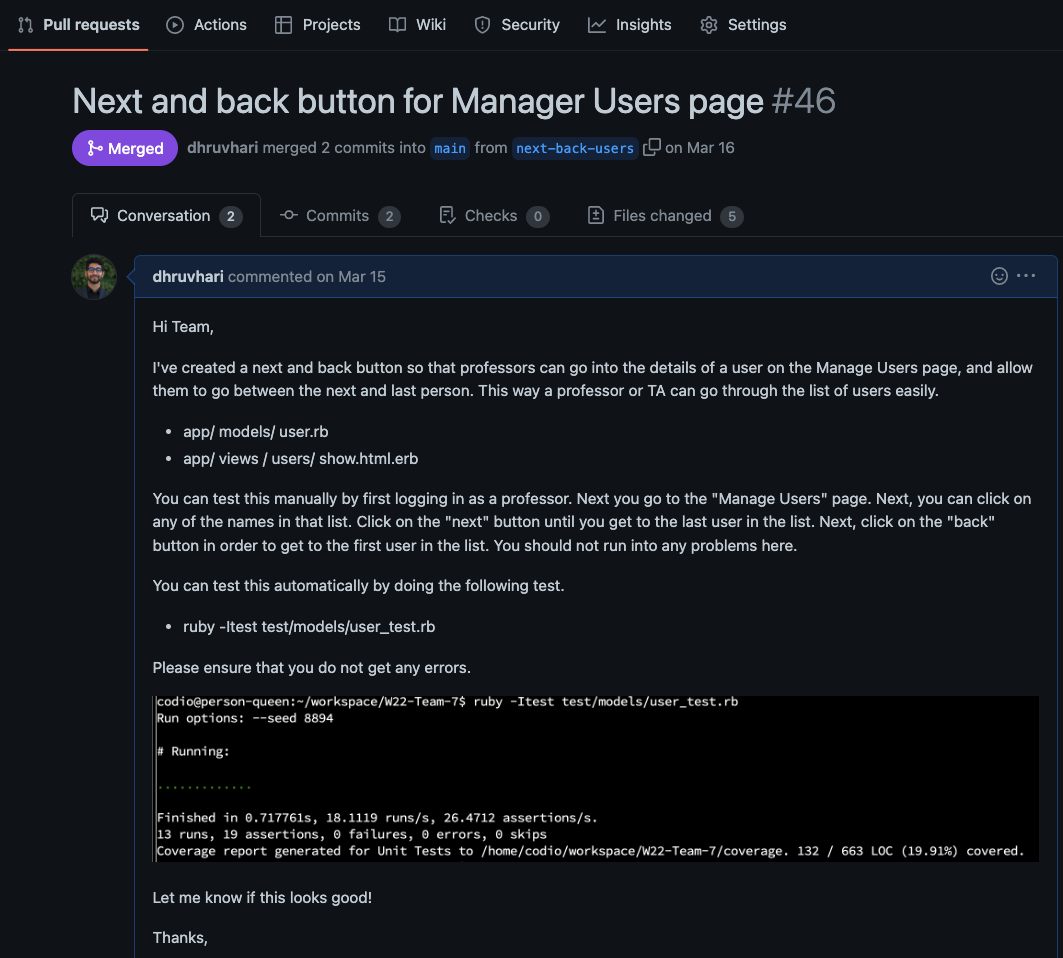 Pull requests Actions Projects Wiki Security Insights Settings
Next and back button for Manager Users page #46
Merged dhruvhari merged 2 commits into main from next-back-users on Mar 16
Conversation 2 Commits 2 Checks 0 Files changed 5
dhruvhari commented on Mar 15
Hi Team,
I've created a next and back button so that professors can go into the details of a user on the Manage Users page, and allow
them to go between the next and last person. This way a professor or TA can go through the list of users easily.
• app/ models/ user.rb
• app/ views / users/ show.html.erb
You can test this manually by first logging in as a professor. Next you go to the "Manage Users" page. Next, you can click on
any of the names in that list. Click on the "next" button until you get to the last user in the list. Next, click on the "back"
button in order to get to the first user in the list. You should not run into any problems here.
You can test this automatically by doing the following test.
• ruby -Itest test/models/user_test.rb
Please ensure that you do not get any errors.
codio@person-queen:~/workspace/W22-Team-7$ ruby -Itest test/models/user_test.rb
Run options: --seed 8894
# Running:
.............
Finished in 0.717761s, 18.1119 runs/s, 26.4712 assertions/s.
13 runs, 19 assertions, 0 failures, 0 errors, 0 skips
Coverage report generated for Unit Tests to /home/codio/workspace/W22-Team-7/coverage. 132 / 663 LOC (19.91%) covered.
Let me know if this looks good!
Thanks,